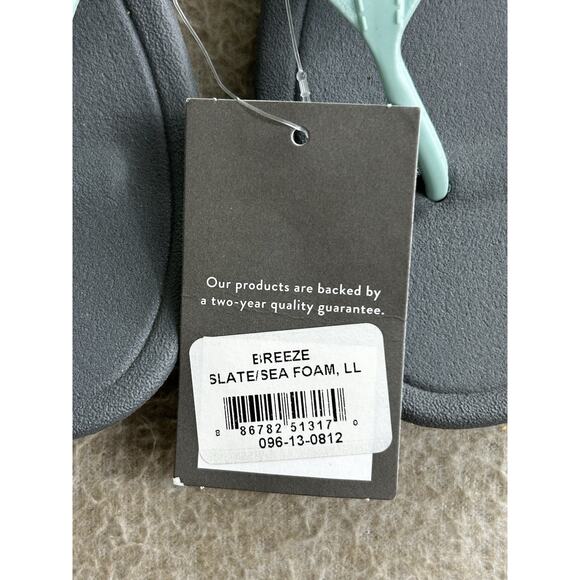 Our products are backed by
a two-year quality guarantee.
BREEZE
SLATE/SEA FOAM, LL
8 86782 51317 0
096-13-0812